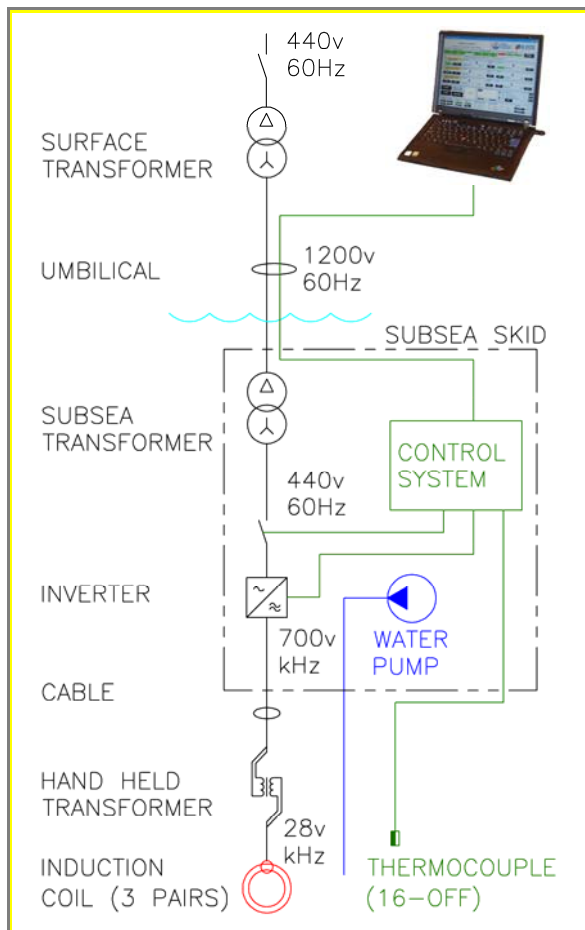 440v
60Hz
SURFACE
TRANSFORMER
UMBILICAL
1200v
60Hz
SUBSEA SKID
SUBSEA
TRANSFORMER
CONTROL
SYSTEM
440v
60Hz
INVERTER
700v
kHz
WATER
PUMP
CABLE
HAND HELD
TRANSFORMER
28v
kHz
INDUCTION
COIL (3 PAIRS)
THERMOCOUPLE
(16-OFF)